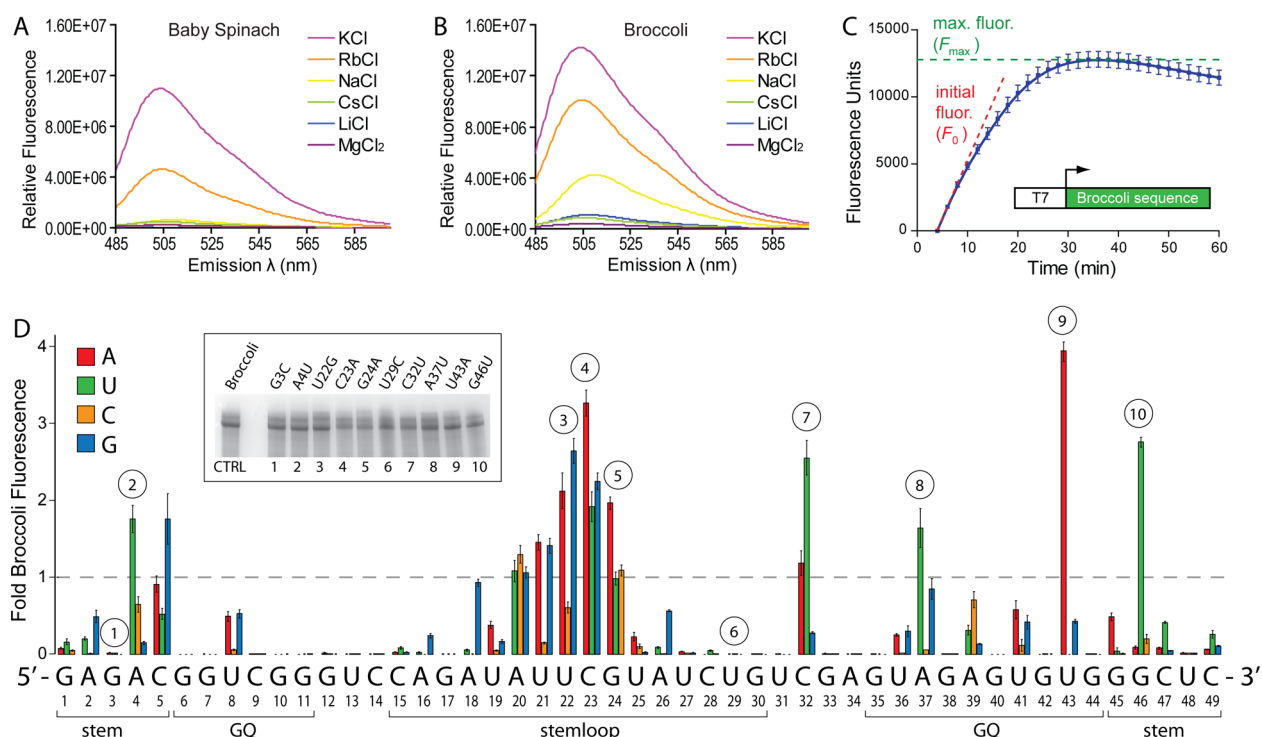 A
Baby Spinach
Relative Fluorescence
1.60E+07
1.20E+07
8.00E+06
4.00E+06
0.00E+00
485 505 525 545 565 585
Emission λ (nm)
KCl
RbCl
NaCl
CsCl
LiCl
MgCl2
B
Broccoli
Relative Fluorescence
1.60E+07
1.20E+07
8.00E+06
4.00E+06
0.00E+00
485 505 525 545 565 585
Emission λ (nm)
KCl
RbCl
NaCl
CsCl
LiCl
MgCl2
C
max. fluor.
(Fmax)
initial
fluor.
(F0)
Fluorescence Units
15000
10000
5000
0
T7 Broccoli sequence
0 10 20 30 40 50 60
Time (min)
D
Fold Broccoli Fluorescence
4
3
2
1
0
A
U
C
G
Broccoli G3C A4U U22G C23A G24A U29C C32U A37U U43A G46U
CTRL 1 2 3 4 5 6 7 8 9 10
1 2 3 4 5 6 7 8 9 10
5′ - G A G A C G G U C G G G U C C A G A U A U U C G U A U C U G U C G A G U A G A G U G U G G G C U C - 3′
1 2 3 4 5 6 7 8 9 10 11 12 13 14 15 16 17 18 19 20 21 22 23 24 25 26 27 28 29 30 31 32 33 34 35 36 37 38 39 40 41 42 43 44 45 46 47 48 49
stem GO stemloop GO stem